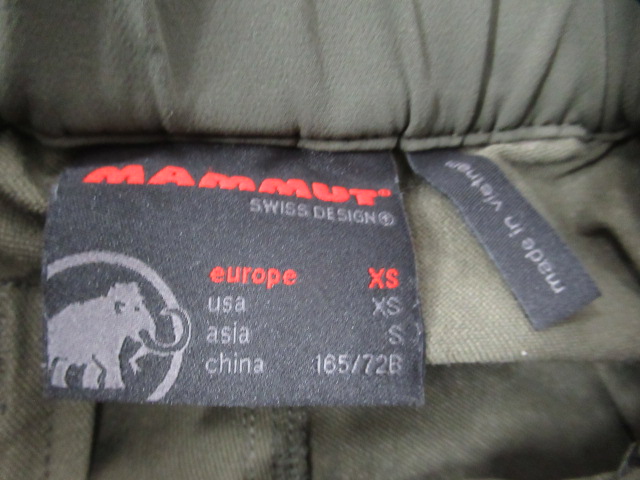 MAMMUT
SWISS DESIGN®
europe XS
usa XS
asia S
china 165/72B
made in vietnam